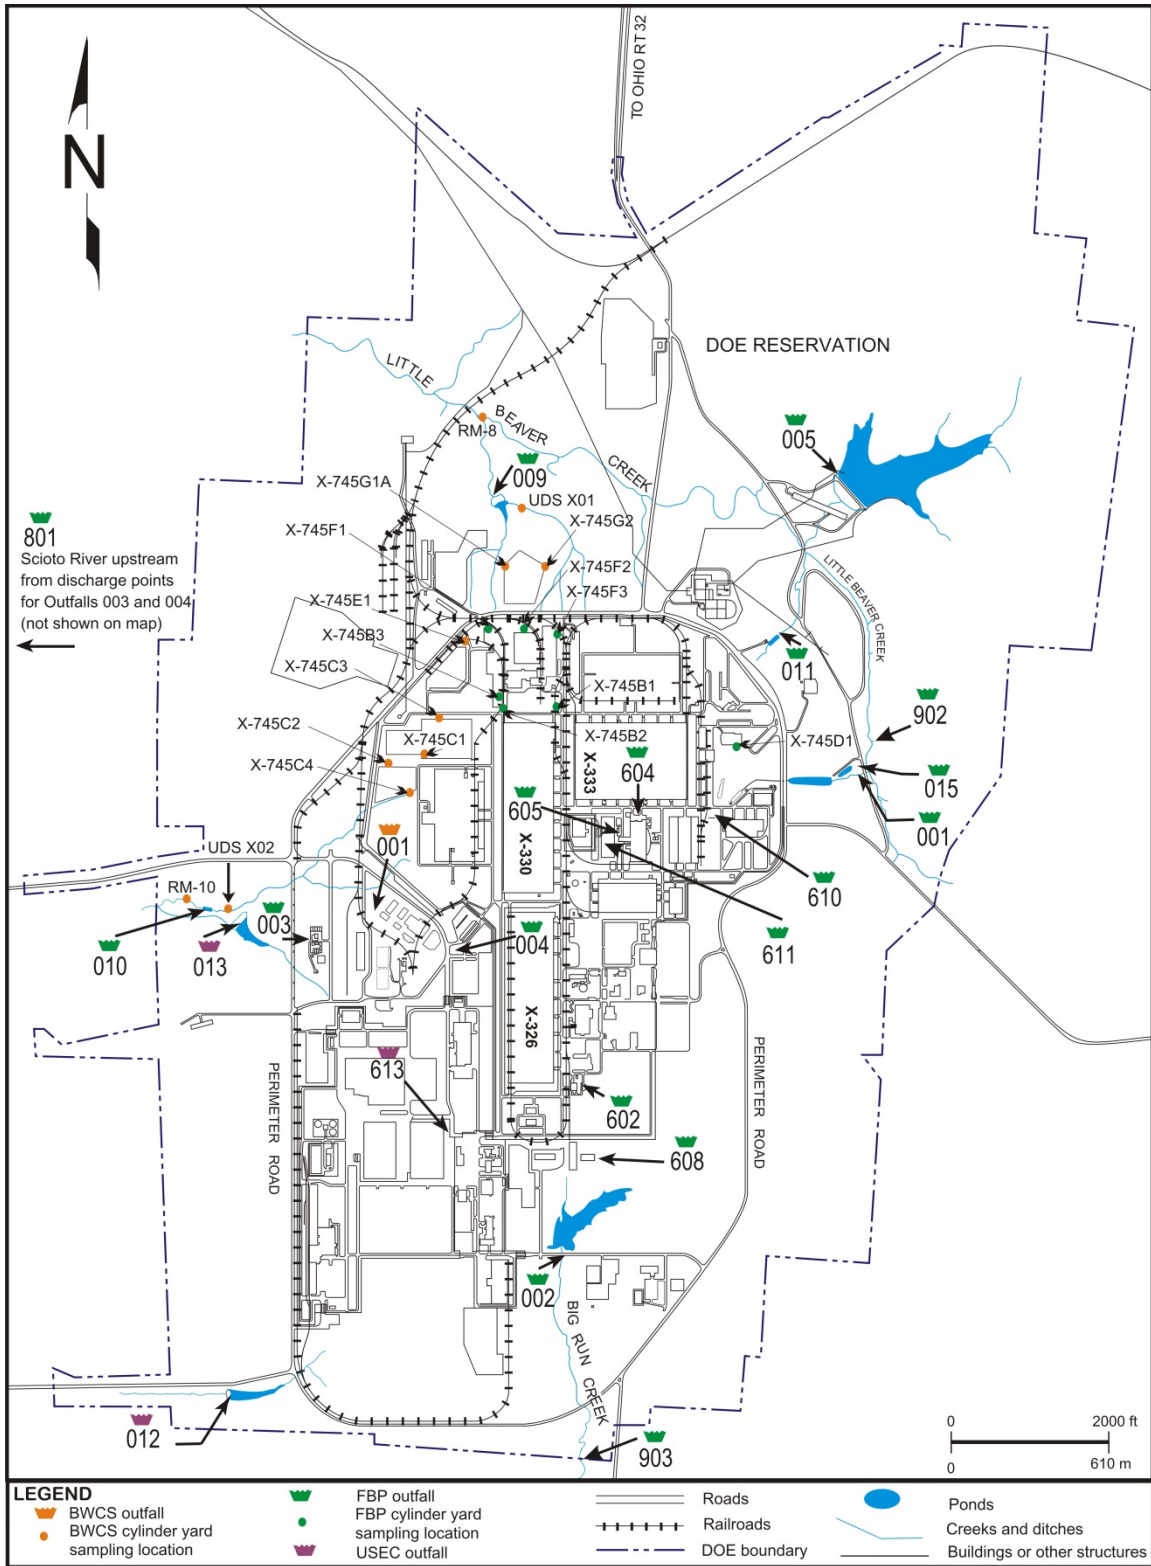 TO OHIO RT 32
N
DOE RESERVATION
LITTLE
BEAVER
CREEK
RM-8
005
009
X-745G1A
UDS X01
X-745F1
X-745G2
801
Scioto River upstream
from discharge points
for Outfalls 003 and 004
(not shown on map)
X-745F2
X-745E1
X-745F3
LITTLE BEAVER CREEK
X-745B3
X-745C3
011
X-745B1
902
X-745C2
X-745C1
X-745B2
X-745D1
X-745C4
X-333
604
015
605
001
001
UDS X02
X-330
RM-10
610
003
004
611
010
013
X-326
613
PERIMETER ROAD
PERIMETER ROAD
602
608
002
BIG RUN CREEK
012
903
0
2000 ft
0
610 m
LEGEND
BWCS outfall
BWCS cylinder yard
sampling location
FBP outfall
FBP cylinder yard
sampling location
USEC outfall
Roads
Railroads
DOE boundary
Ponds
Creeks and ditches
Buildings or other structures